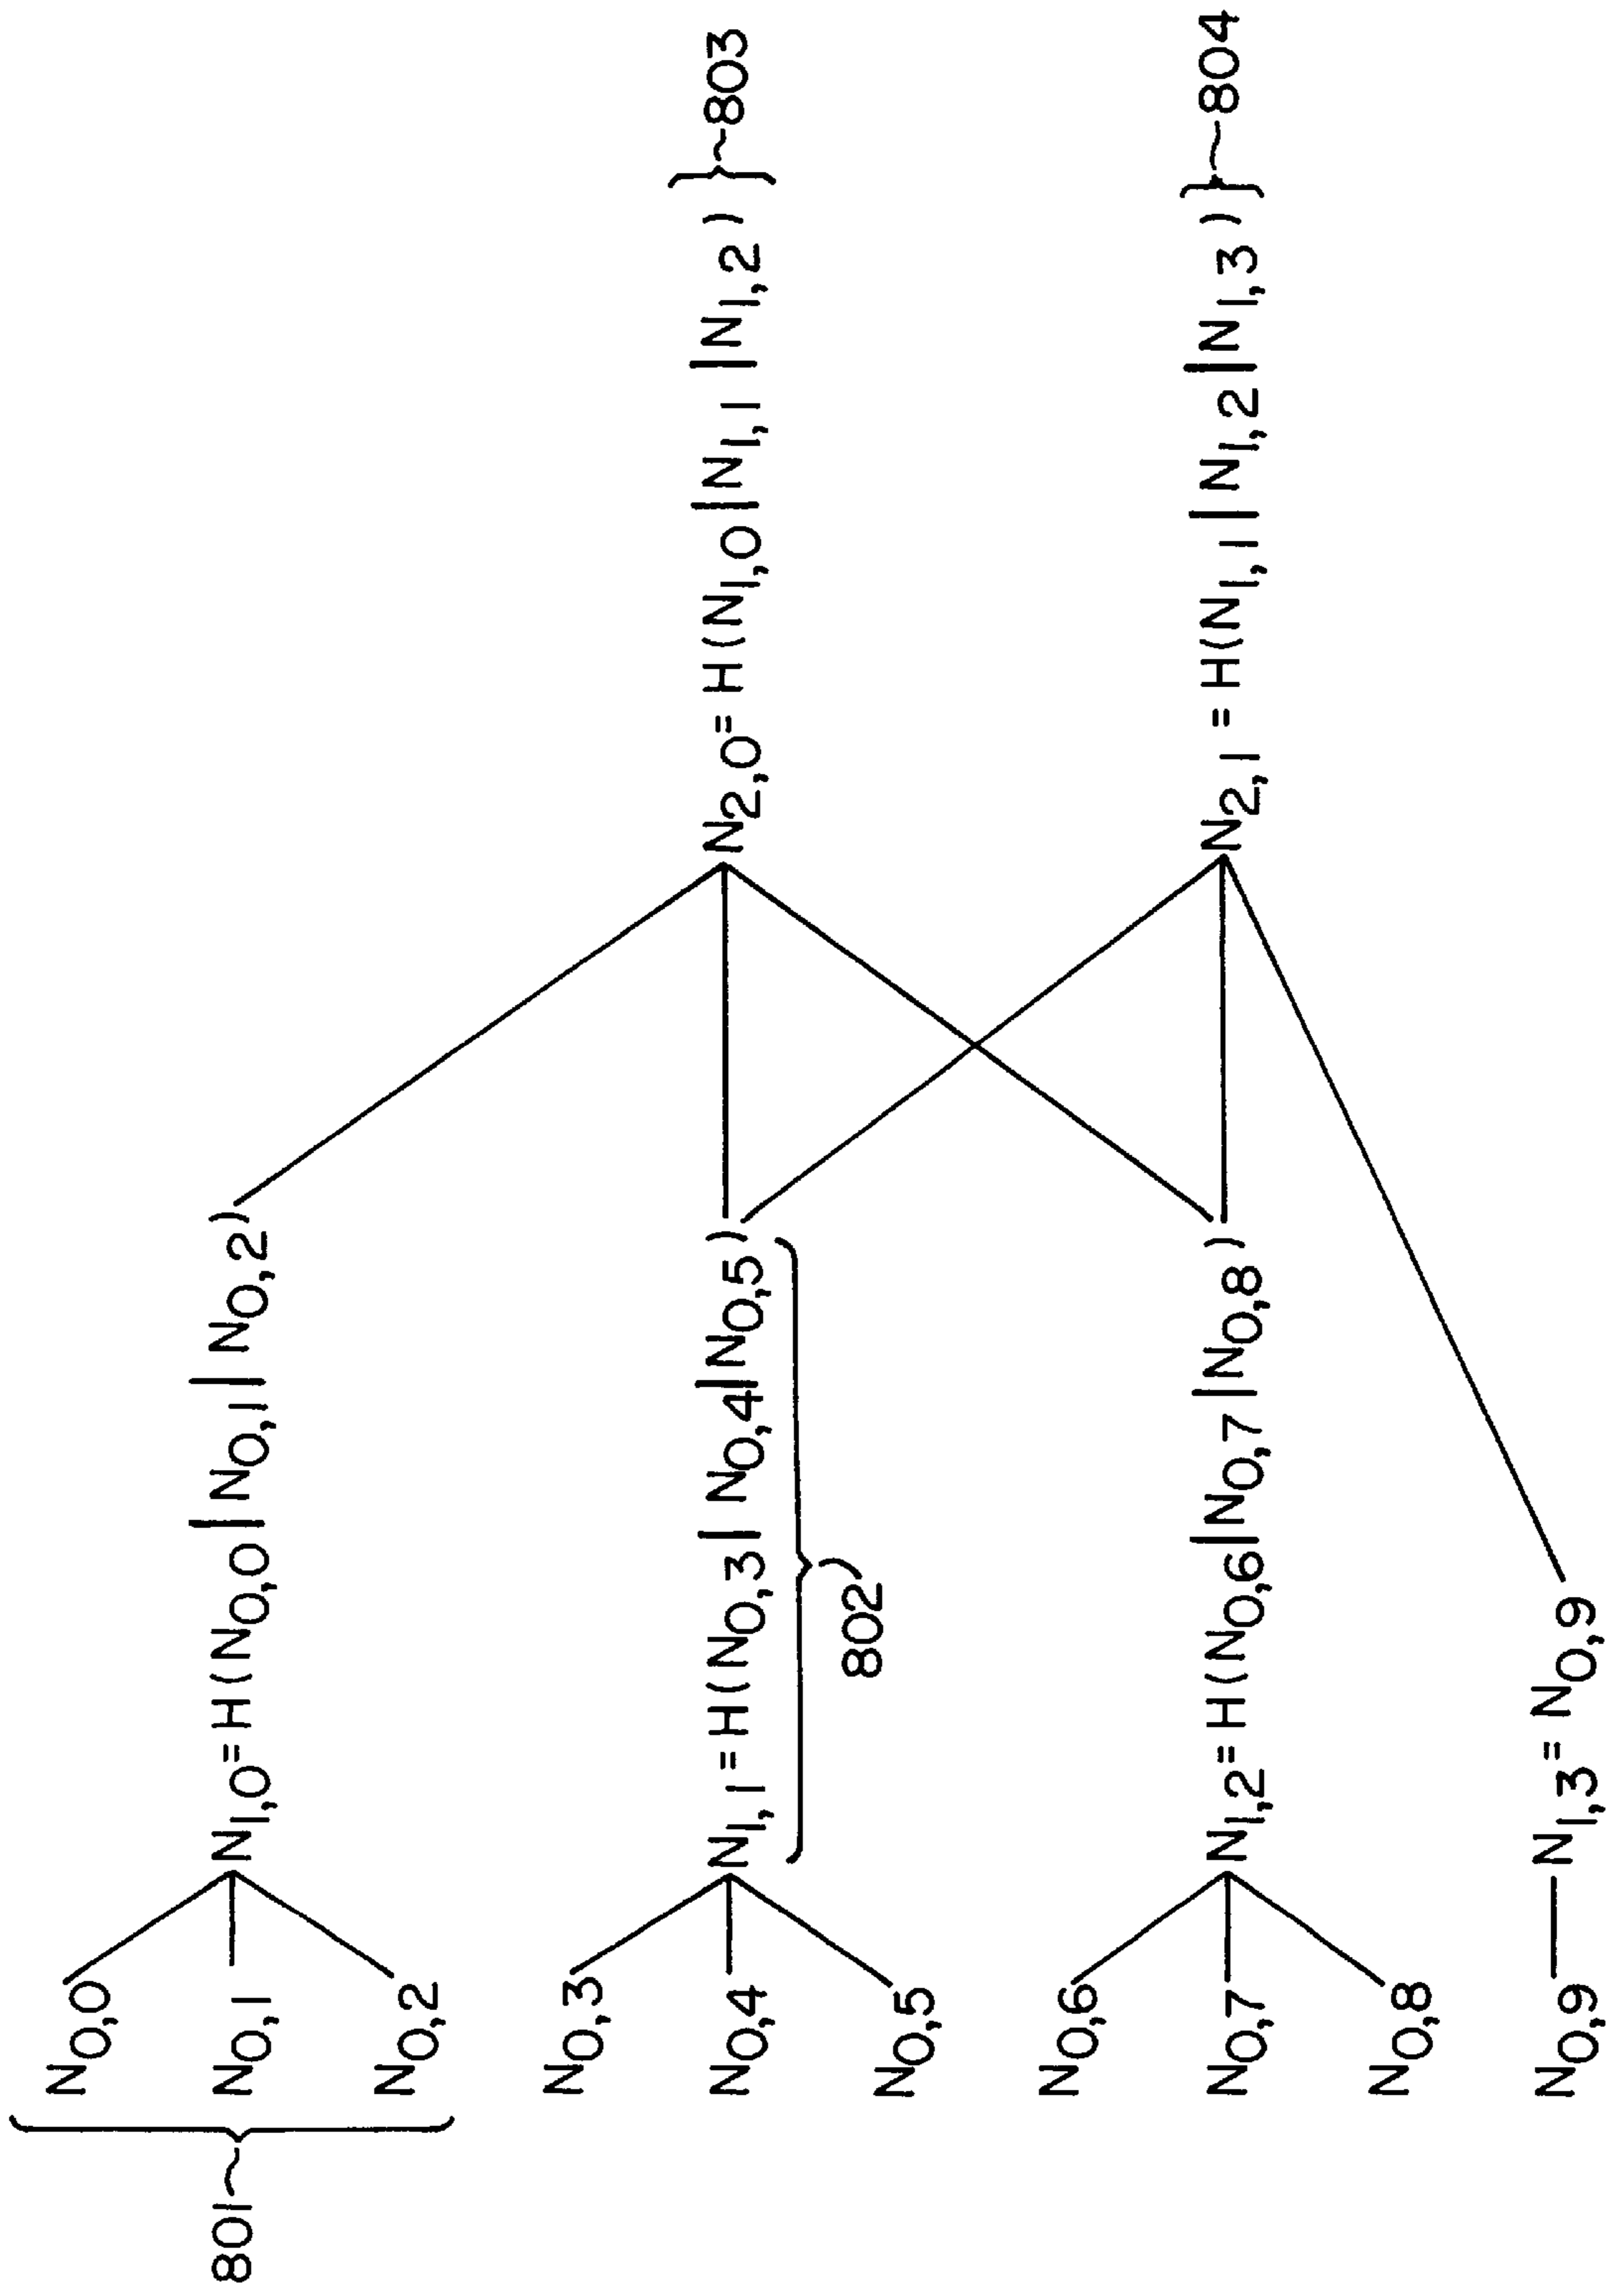 801
N0,0
N0,1
N0,2
N1,0=H(N0,0|N0,1|N0,2)
N0,3
N0,4
N0,5
N1,1=H(N0,3|N0,4|N0,5)
802
N0,6
N0,7
N0,8
N1,2=H(N0,6|N0,7|N0,8)
N0,9
N1,3=N0,9
N2,0=H(N1,0|N1,1|N1,2)
803
N2,1=H(N1,1|N1,2|N1,3)
804